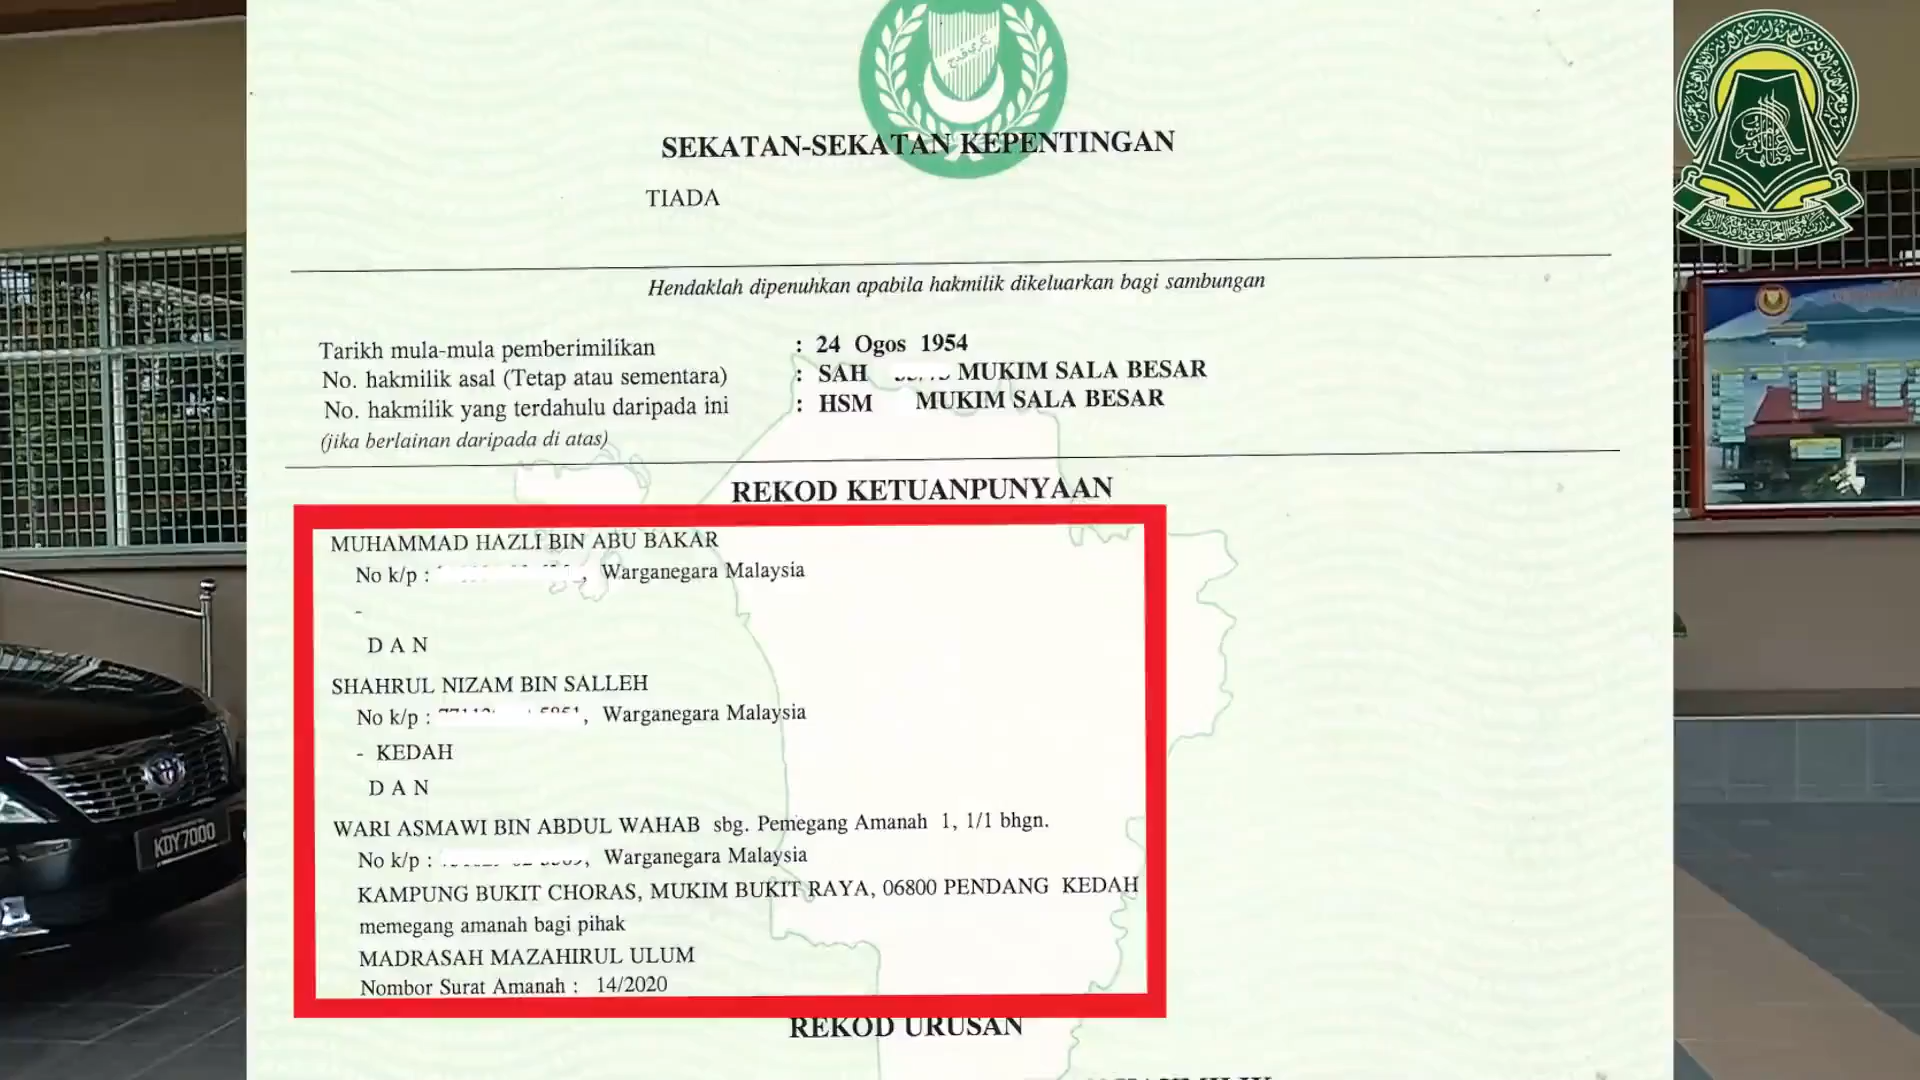 SEKATAN-SEKATAN KEPENTINGAN
TIADA
Hendaklah dipenuhkan apabila hakmilik dikeluarkan bagi sambungan
Tarikh mula-mula pemberimilikan : 24 Ogos 1954
No. hakmilik asal (Tetap atau sementara) : SAH MUKIM SALA BESAR
No. hakmilik yang terdahulu daripada ini : HSM MUKIM SALA BESAR
(jika berlainan daripada di atas)
REKOD KETUANPUNYAAN
MUHAMMAD HAZLI BIN ABU BAKAR
No k/p : , Warganegara Malaysia
-
D A N
SHAHRUL NIZAM BIN SALLEH
No k/p : , Warganegara Malaysia
- KEDAH
D A N
WARI ASMAWI BIN ABDUL WAHAB sbg. Pemegang Amanah 1, 1/1 bhgn.
No k/p : , Warganegara Malaysia
KAMPUNG BUKIT CHORAS, MUKIM BUKIT RAYA, 06800 PENDANG KEDAH
memegang amanah bagi pihak
MADRASAH MAZAHIRUL ULUM
Nombor Surat Amanah : 14/2020
REKOD URUSAN
KDY7000